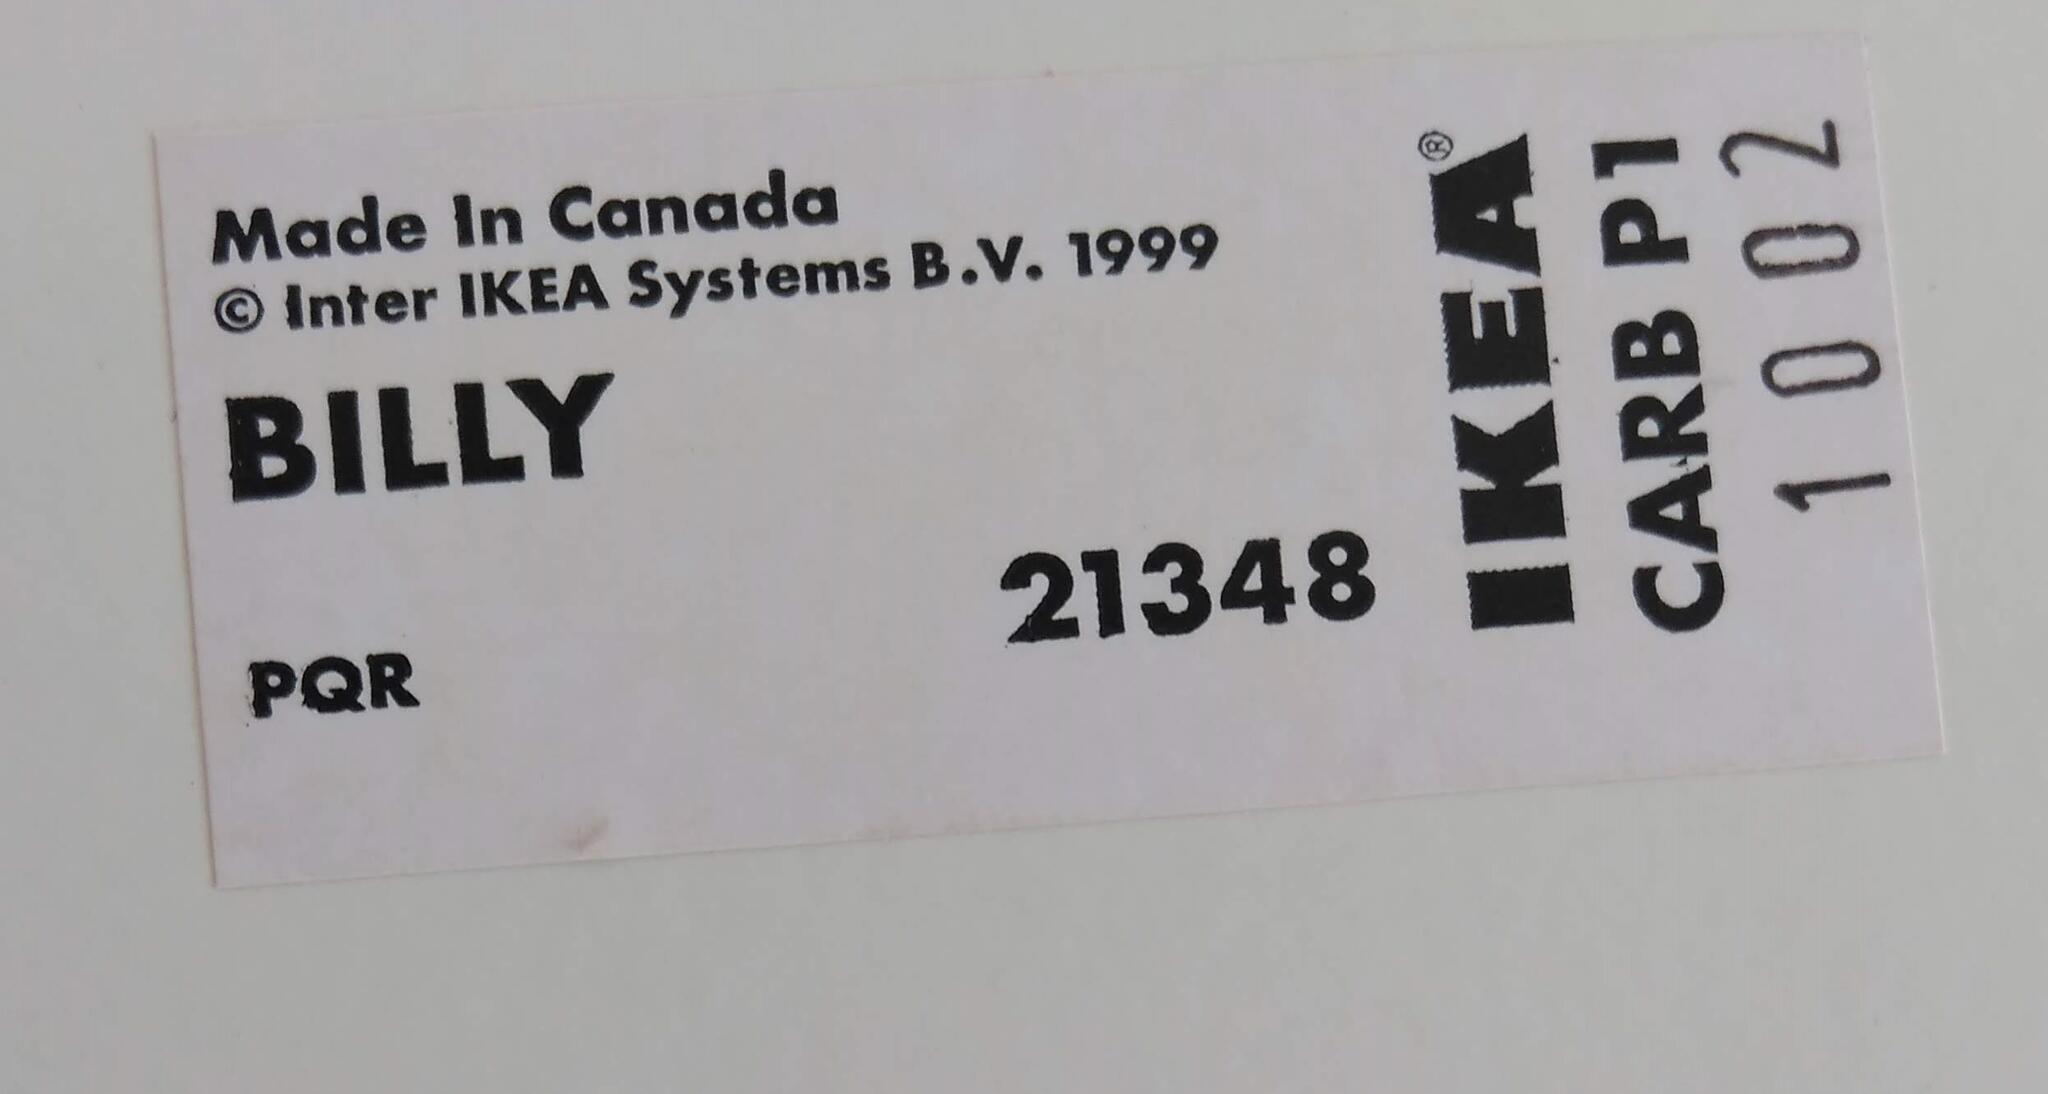 Made In Canada
© Inter IKEA Systems B.V. 1999
BILLY
21348
PQR
IKEA®
CARB P1
1002